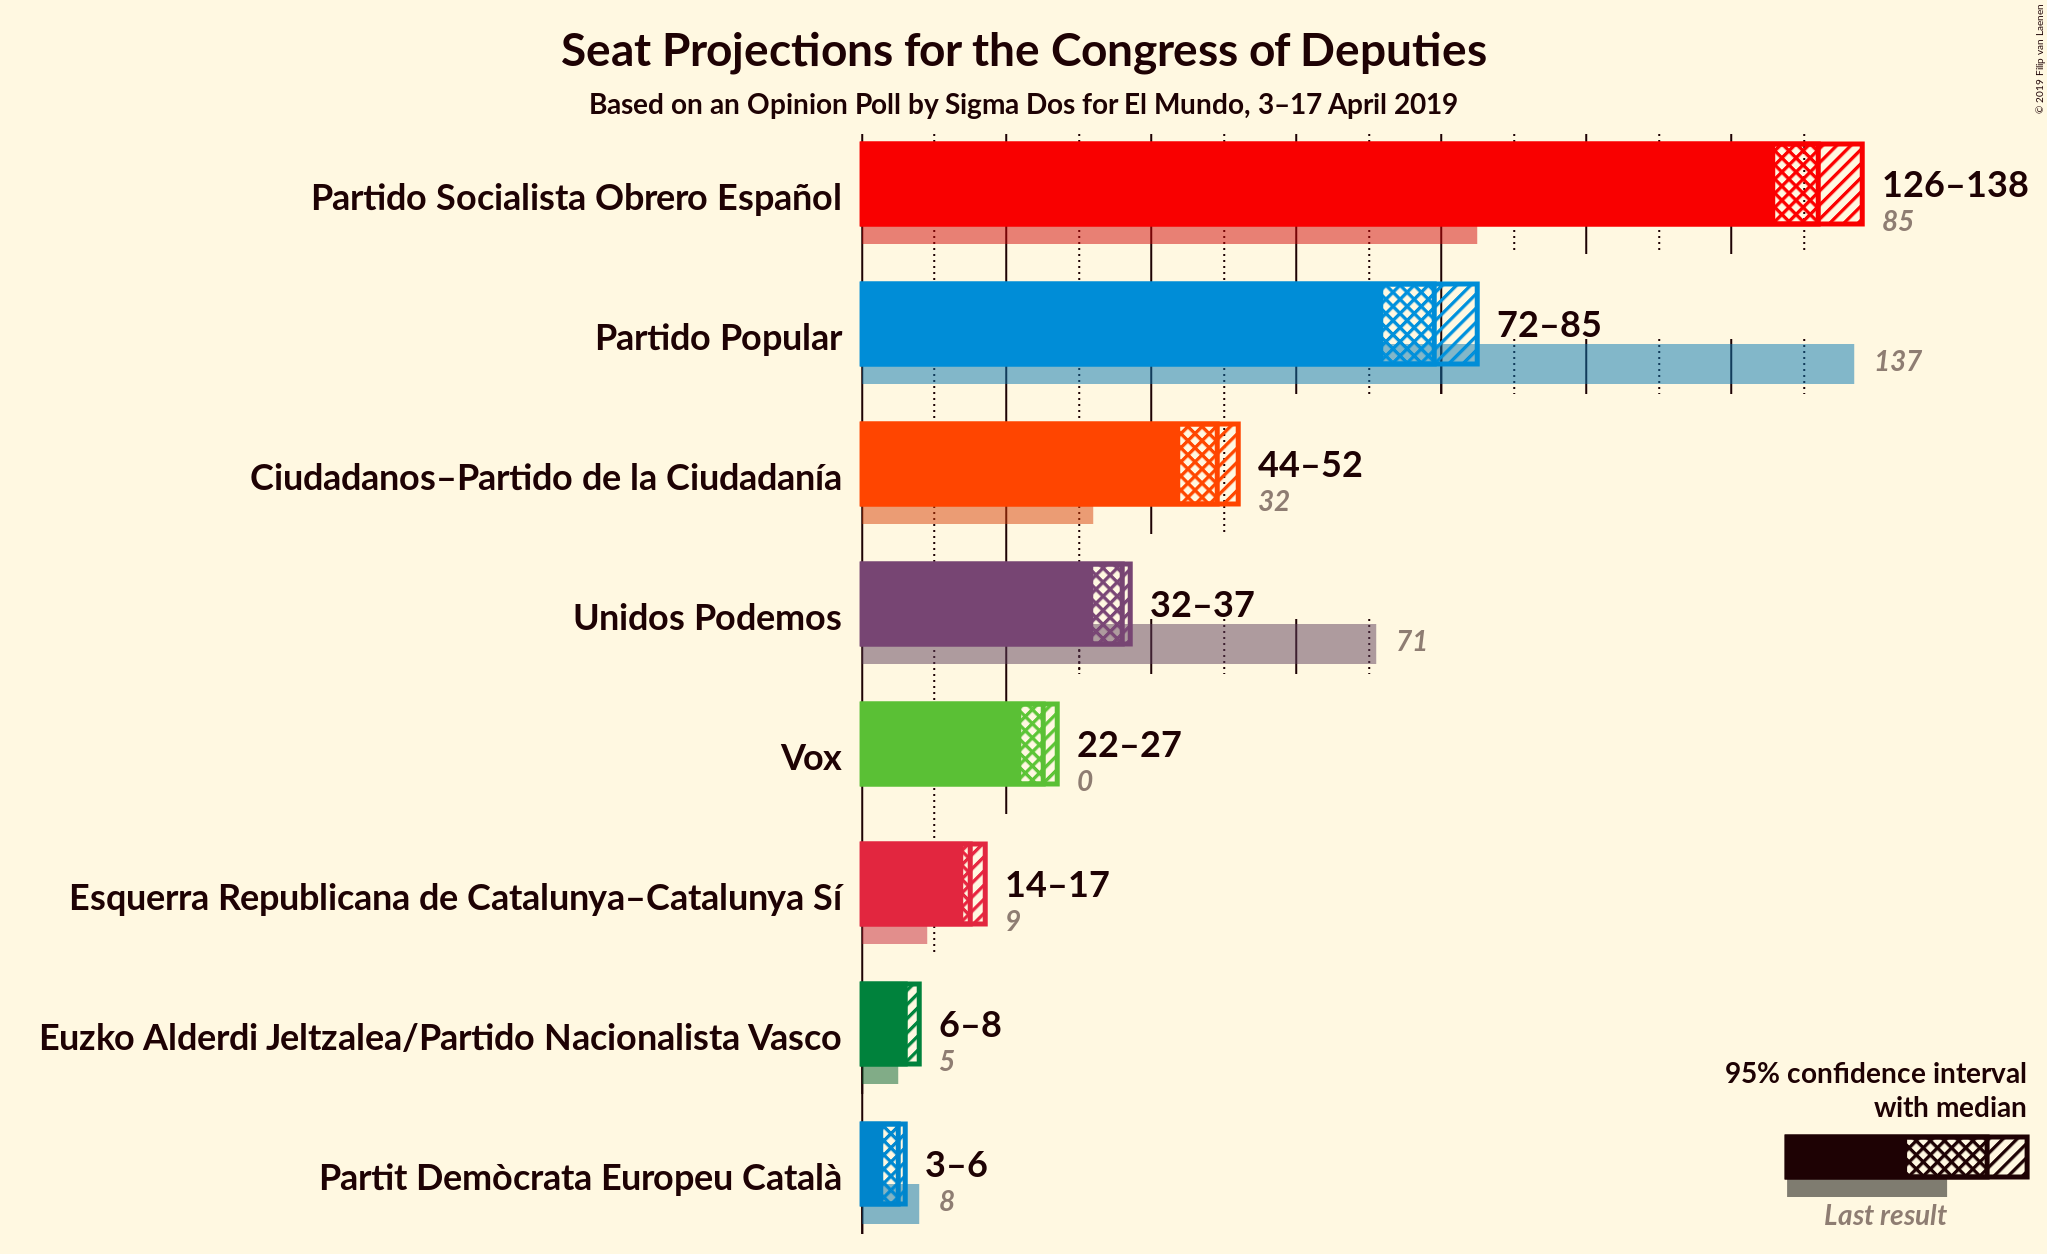 Seat Projections for the Congress of Deputies
Based on an Opinion Poll by Sigma Dos for El Mundo, 3–17 April 2019
© 2019 Filip van Laenen
Partido Socialista Obrero Español
126–138
85
Partido Popular
72–85
137
Ciudadanos–Partido de la Ciudadanía
44–52
32
Unidos Podemos
32–37
71
Vox
22–27
0
Esquerra Republicana de Catalunya–Catalunya Sí
14–17
9
Euzko Alderdi Jeltzalea/Partido Nacionalista Vasco
6–8
5
Partit Demòcrata Europeu Català
3–6
8
95% confidence interval
with median
Last result